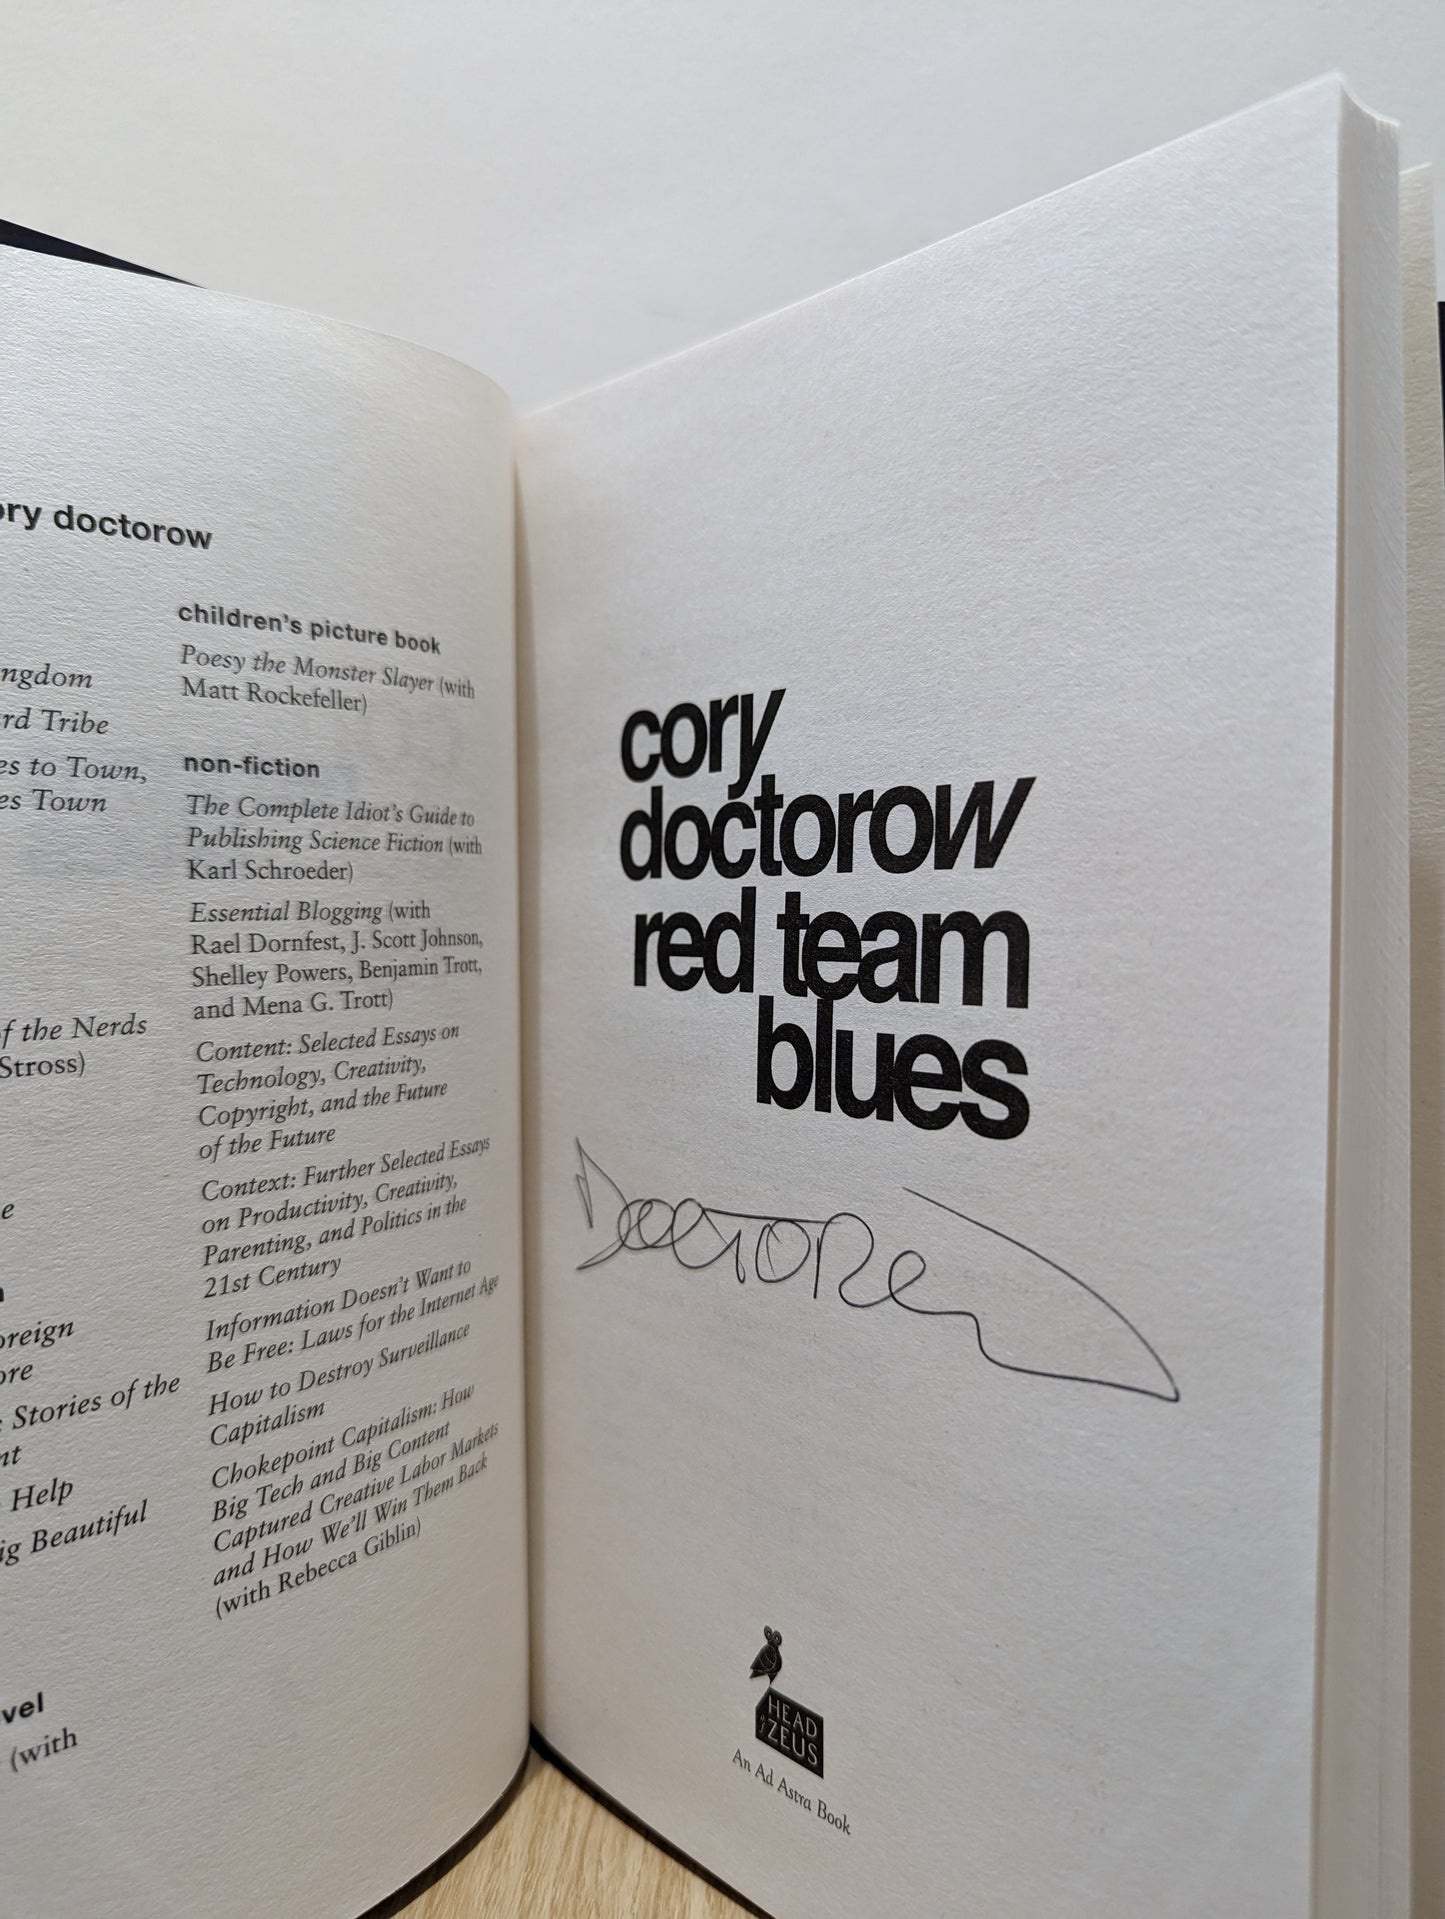 ory doctorow
ngdom
rd Tribe
es to Town,
es Town
f the Nerds
Stross)
e
n
oreign
ore
: Stories of the
nt
Help
ig Beautiful
vel
(with
children's picture book
Poesy the Monster Slayer (with
Matt Rockefeller)
non-fiction
The Complete Idiot's Guide to
Publishing Science Fiction (with
Karl Schroeder)
Essential Blogging (with
Rael Dornfest, J. Scott Johnson,
Shelley Powers, Benjamin Trott,
and Mena G. Trott)
Content: Selected Essays on
Technology, Creativity,
Copyright, and the Future
of the Future
Context: Further Selected Essays
on Productivity, Creativity,
Parenting, and Politics in the
21st Century
Information Doesn't Want to
Be Free: Laws for the Internet Age
How to Destroy Surveillance
Capitalism
Chokepoint Capitalism: How
Big Tech and Big Content
Captured Creative Labor Markets
and How We'll Win Them Back
(with Rebecca Giblin)
cory
doctorow
red team
blues
Doctorow
HEAD
of ZEUS
An Ad Astra Book